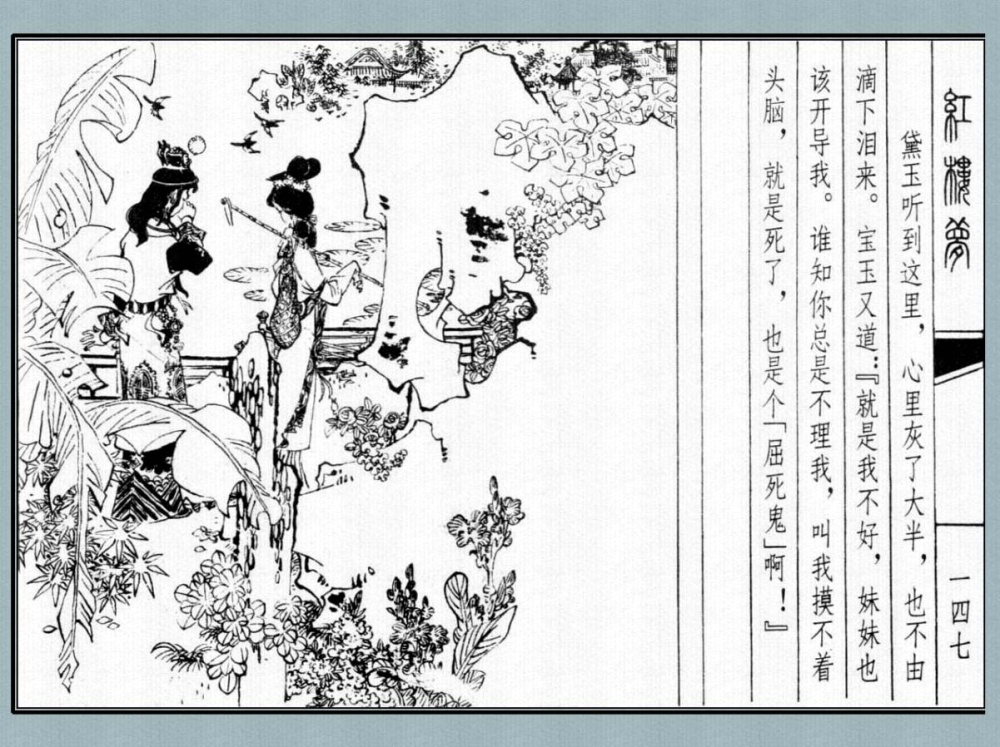 紅樓夢
一四七
黛玉听到这里，心里灰了大半，也不由
滴下泪来。宝玉又道：『就是我不好，妹妹也
该开导我。谁知你总是不理我，叫我摸不着
头脑，就是死了，也是个「屈死鬼」啊！』